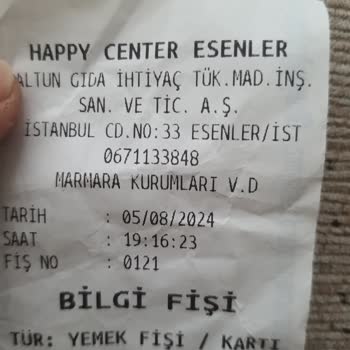 HAPPY CENTER ESENLER
ALTUN GIDA İHTİYAÇ TÜK.MAD.İNŞ.
SAN. VE TİC. A.Ş.
İSTANBUL CD.NO:33 ESENLER/İST
0671133848
MARMARA KURUMLARI V.D
TARİH : 05/08/2024
SAAT : 19:16:23
FİŞ NO : 0121
BİLGİ FİŞİ
TÜR: YEMEK FİŞİ / KARTI